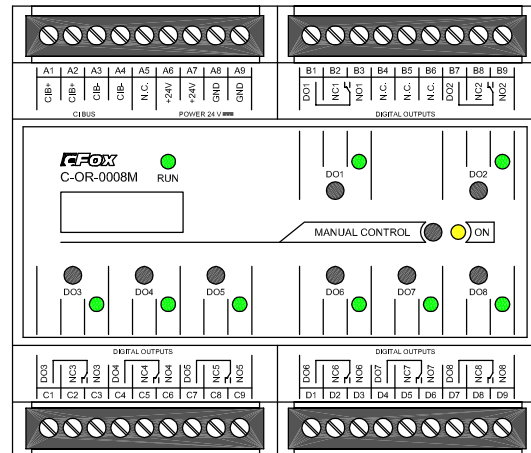 A1 A2 A3 A4 A5 A6 A7 A8 A9
CIB+ CIB+ CIB- CIB- N.C. +24V +24V GND GND
CIBUS POWER 24 V
B1 B2 B3 B4 B5 B6 B7 B8 B9
DO1 NC1 NO1 N.C. N.C. N.C. DO2 NC2 NO2
DIGITAL OUTPUTS
CFox
C-OR-0008M RUN
DO1 DO2
MANUAL CONTROL ON
DO3 DO4 DO5 DO6 DO7 DO8
DIGITAL OUTPUTS
DO3 NC3 NO3 DO4 NC4 NO4 DO5 NC5 NO5
C1 C2 C3 C4 C5 C6 C7 C8 C9
DIGITAL OUTPUTS
DO6 NC6 NO6 DO7 NC7 NO7 DO8 NC8 NO8
D1 D2 D3 D4 D5 D6 D7 D8 D9